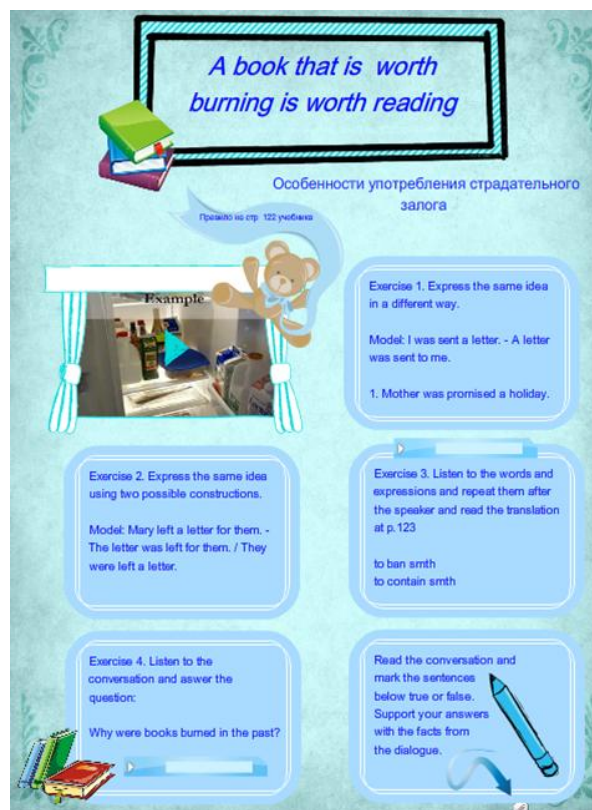 A book that is worth
burning is worth reading
Особенности употребления страдательного
залога
Правило на стр 122 учебника
Example
Exercise 1. Express the same idea
in a different way.
Model: I was sent a letter. - A letter
was sent to me.
1. Mother was promised a holiday.
Exercise 2. Express the same idea
using two possible constructions.
Model: Mary left a letter for them. -
The letter was left for them. / They
were left a letter.
Exercise 3. Listen to the words and
expressions and repeat them after
the speaker and read the translation
at p.123
to ban smth
to contain smth
Exercise 4. Listen to the
conversation and aswer the
question:
Why were books burned in the past?
Read the conversation and
mark the sentences
below true or false.
Support your answers
with the facts from
the dialogue.